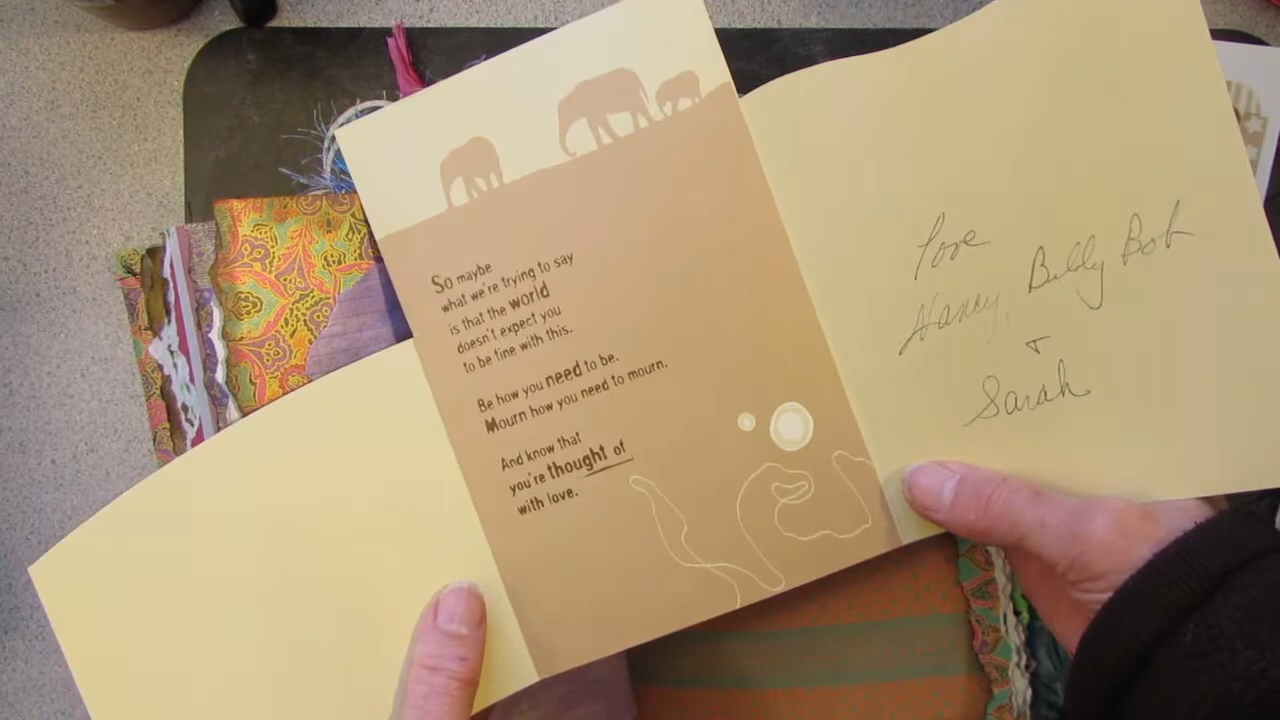 So maybe
what we're trying to say
is that the world
doesn't expect you
to be fine with this.
Be how you need to be.
Mourn how you need to mourn.
And know that
you're thought of
with love.
Love
Nancy, Billy Bob
+
Sarah